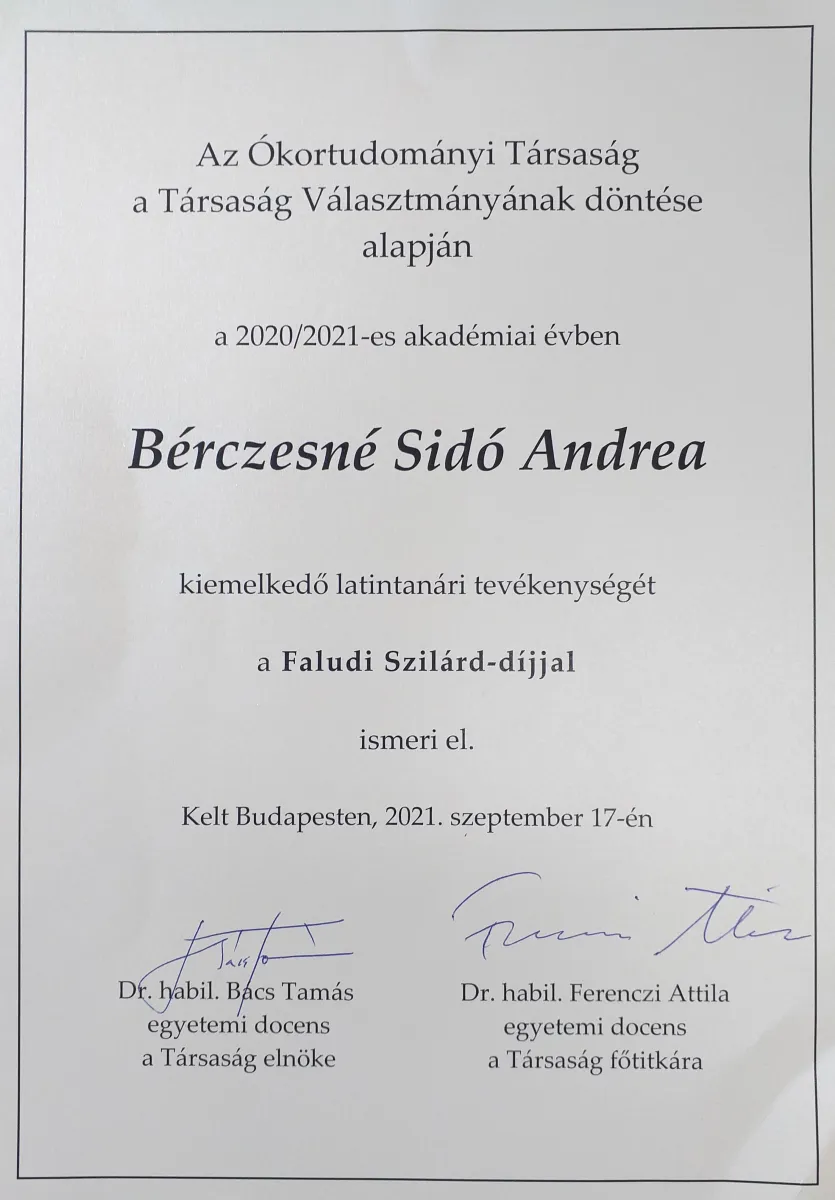 Az Ókortudományi Társaság
a Társaság Választmányának döntése
alapján
a 2020/2021-es akadémiai évben
Bérczesné Sidó Andrea
kiemelkedő latintanári tevékenységét
a Faludi Szilárd-díjjal
ismeri el.
Kelt Budapesten, 2021. szeptember 17-én
Dr. habil. Bács Tamás
egyetemi docens
a Társaság elnöke
Dr. habil. Ferenczi Attila
egyetemi docens
a Társaság főtitkára